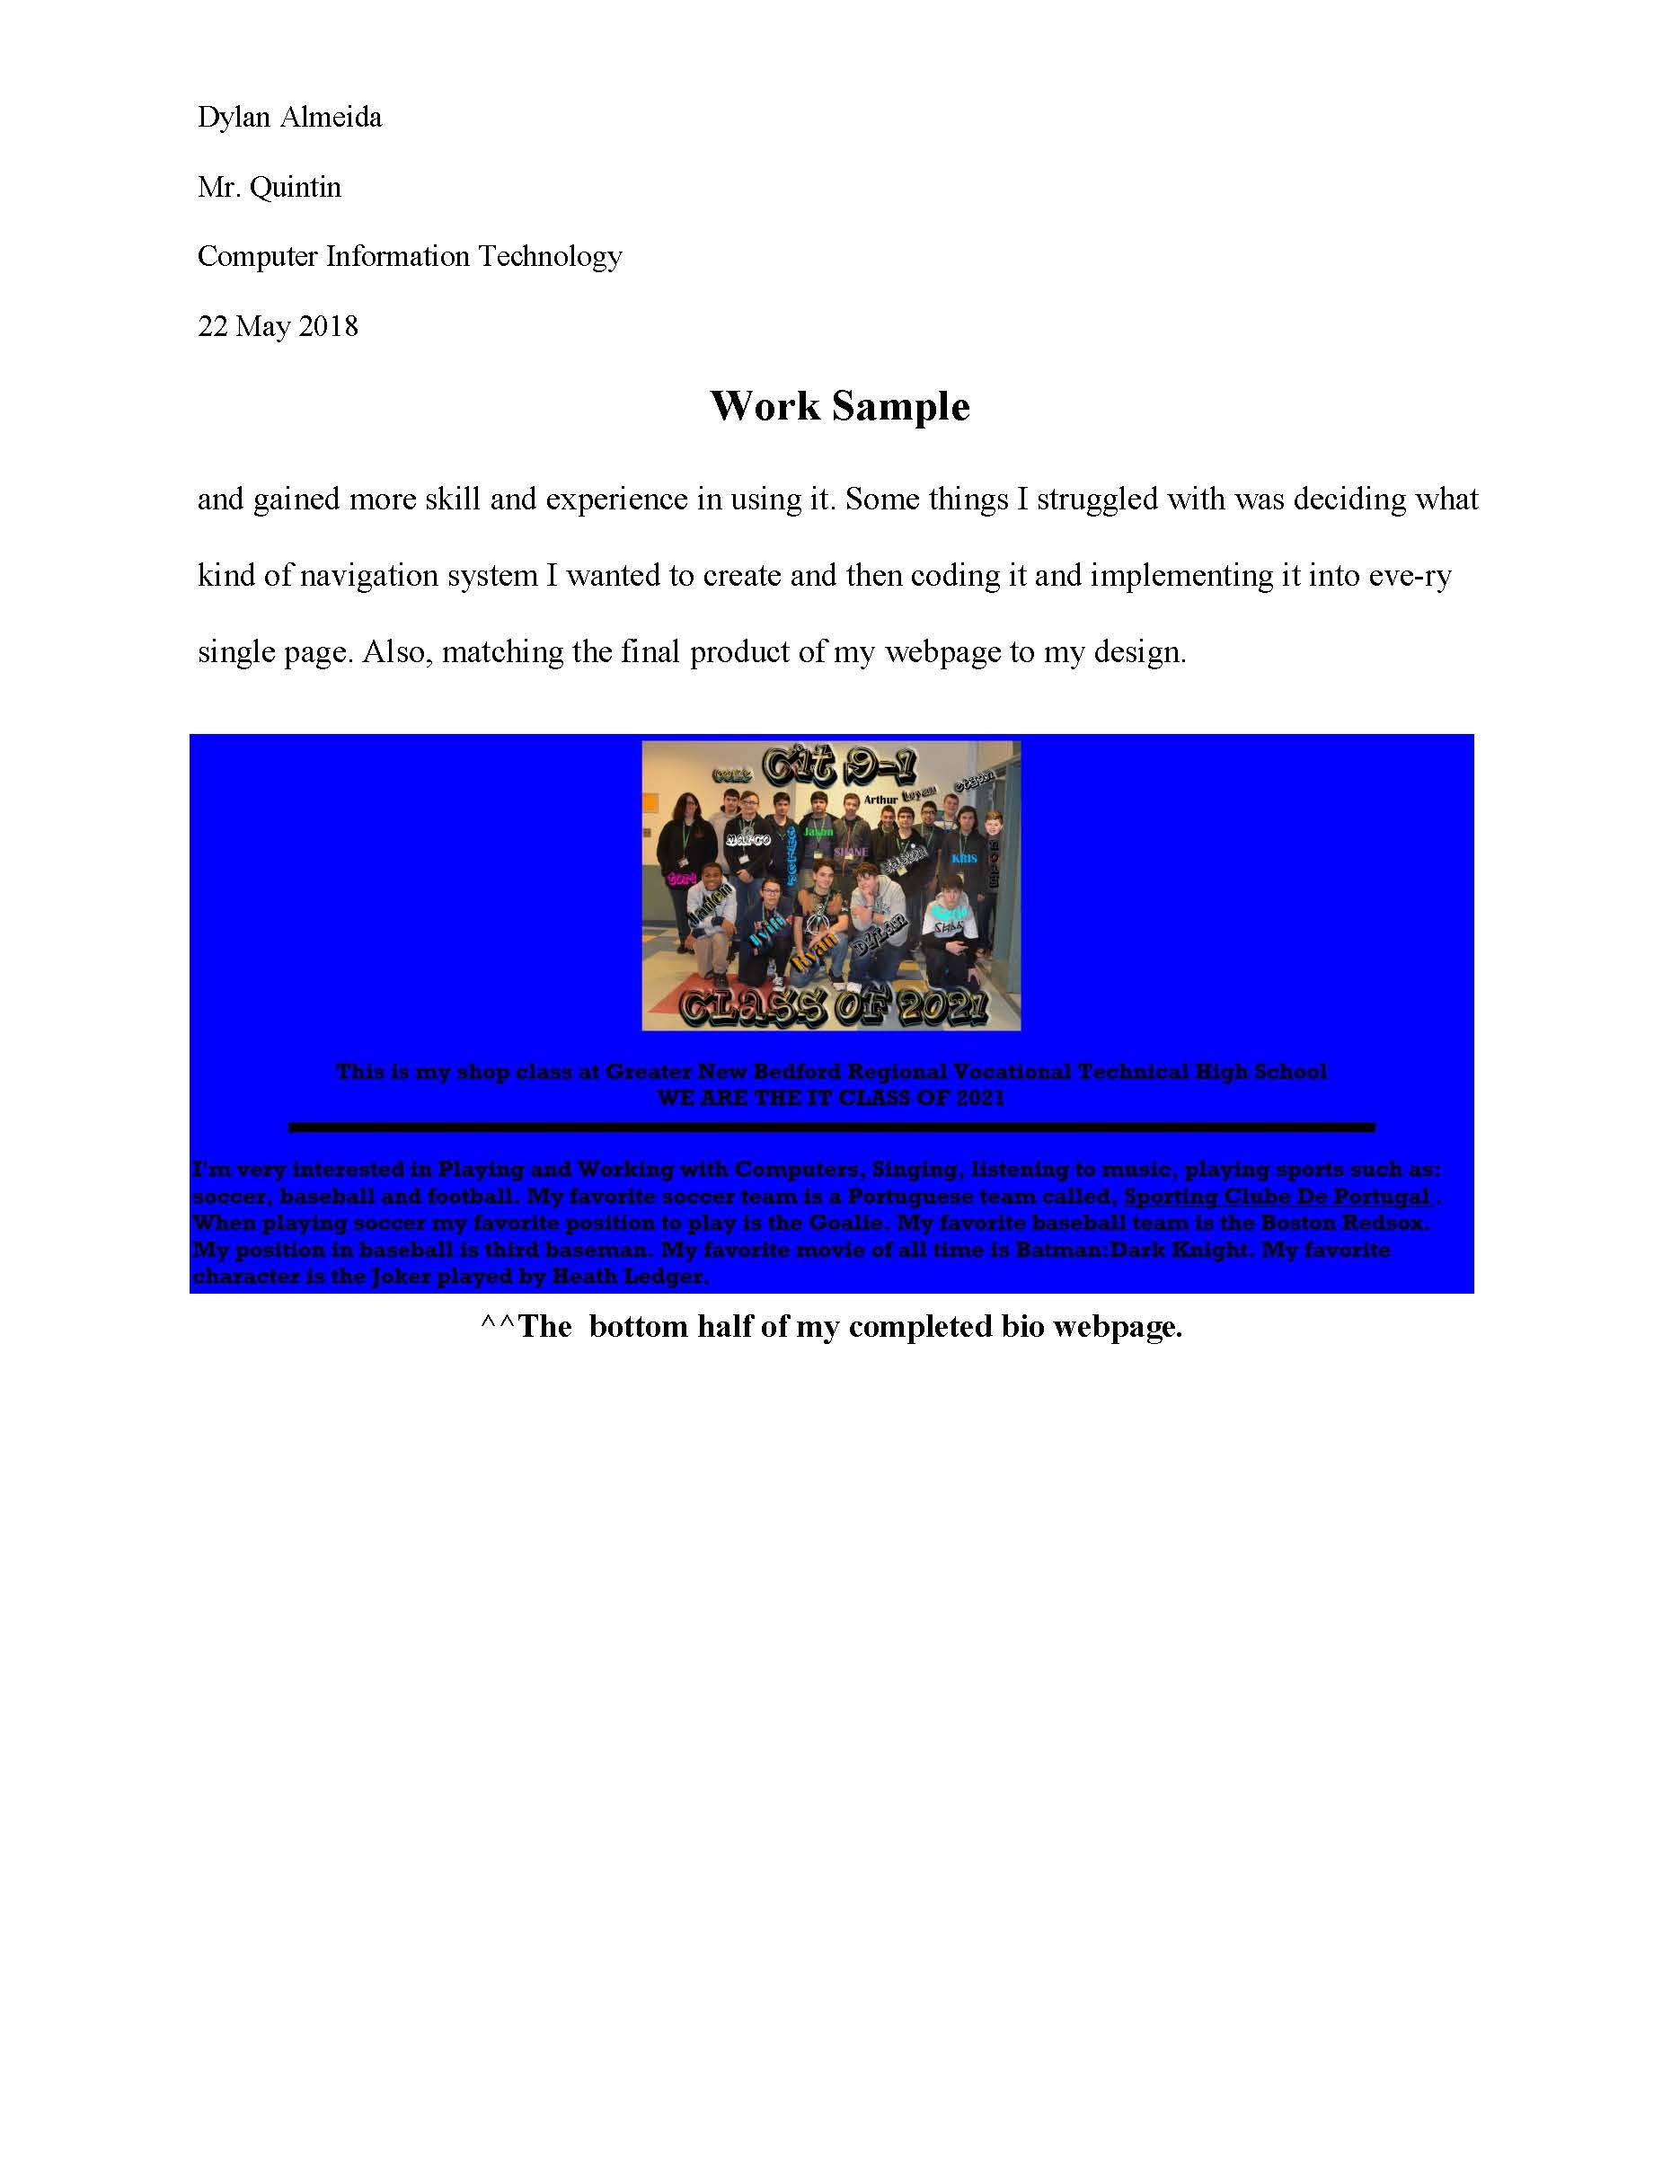 Dylan Almeida
Mr. Quintin
Computer Information Technology
22 May 2018
Work Sample
and gained more skill and experience in using it. Some things I struggled with was deciding what
kind of navigation system I wanted to create and then coding it and implementing it into eve-ry
single page. Also, matching the final product of my webpage to my design.
Cit 9-1
Arthur
Logan
Ethan
Marco
Jason
SHANE
KRIS
Tori
Jaden
Ryan
DYLAN
CLASS OF 2021
This is my shop class at Greater New Bedford Regional Vocational Technical High School
WE ARE THE IT CLASS OF 2021
I'm very interested in Playing and Working with Computers, Singing, listening to music, playing sports such as:
soccer, baseball and football. My favorite soccer team is a Portuguese team called, Sporting Clube De Portugal .
When playing soccer my favorite position to play is the Goalie. My favorite baseball team is the Boston Redsox.
My position in baseball is third baseman. My favorite movie of all time is Batman:Dark Knight. My favorite
character is the Joker played by Heath Ledger.
^^The  bottom half of my completed bio webpage.